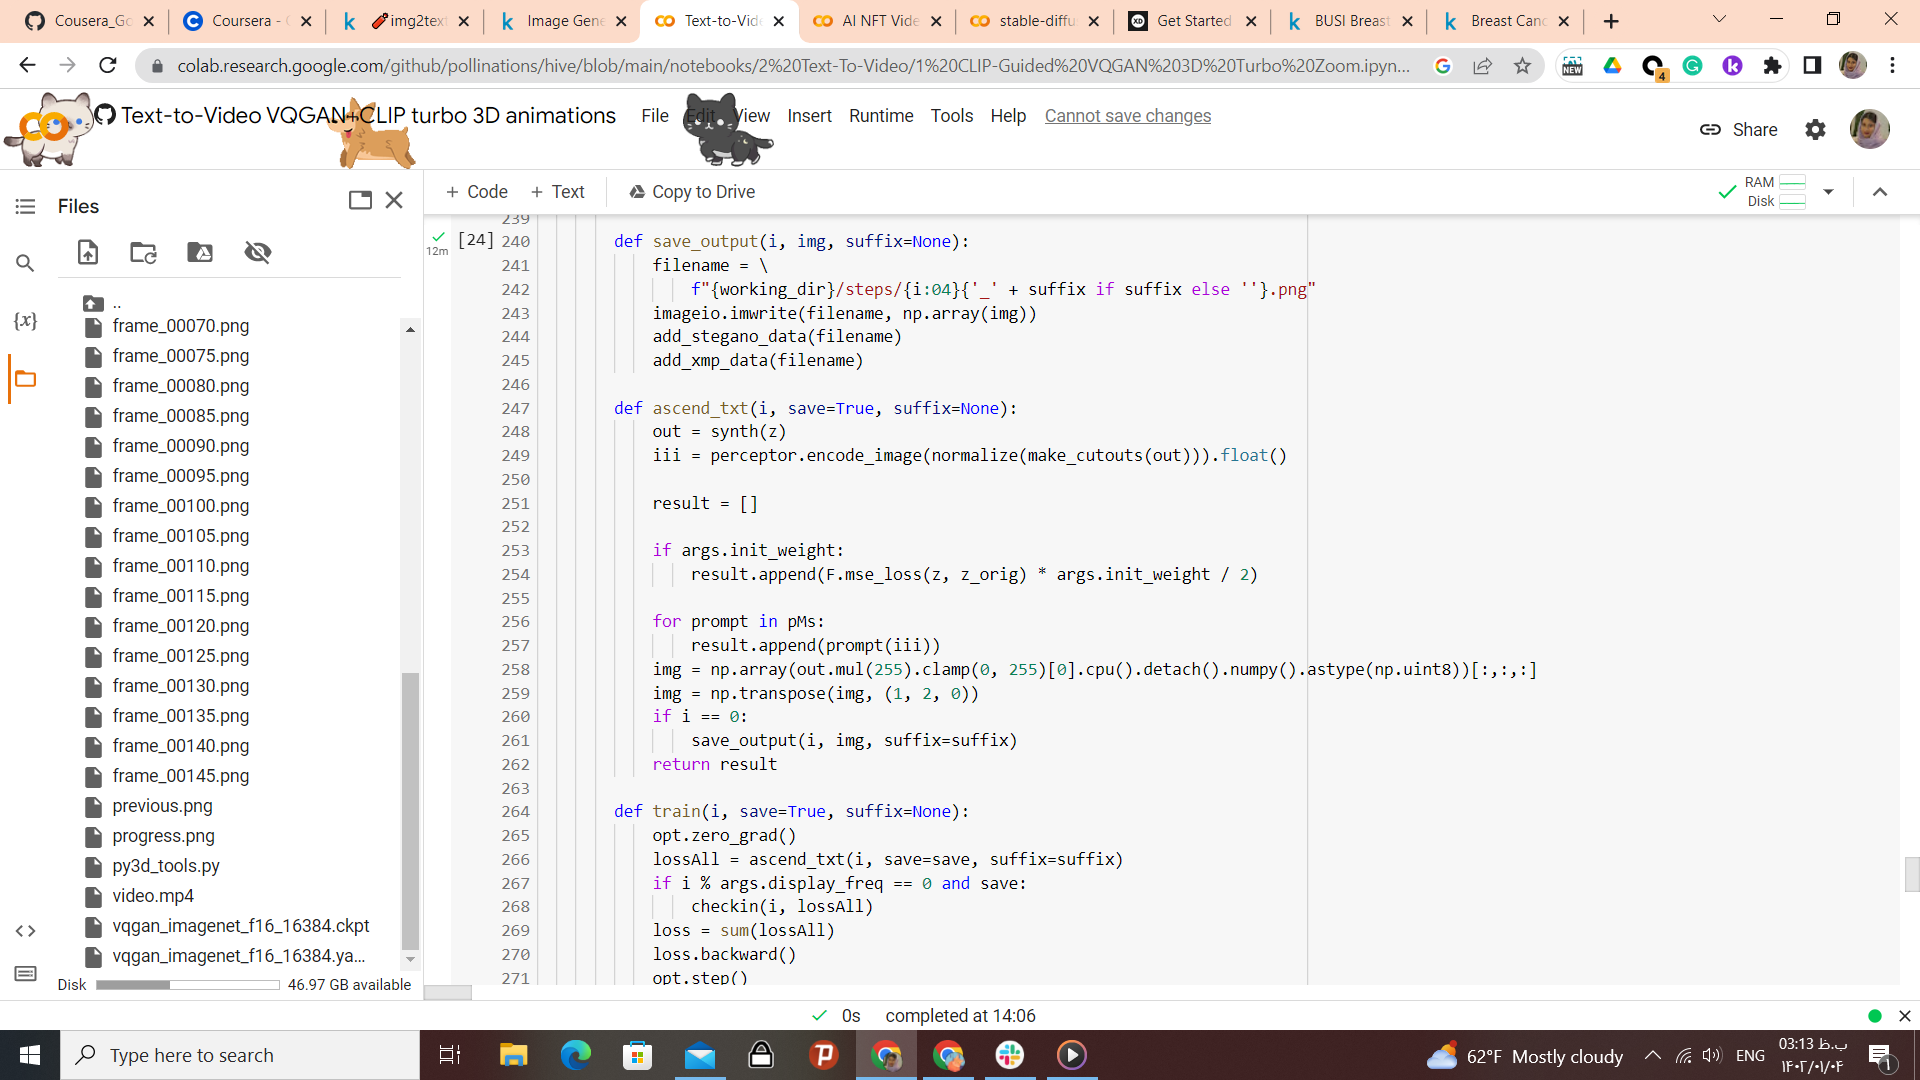 Cousera_Go
Coursera - C
img2text
Image Gene
Text-to-Vide
AI NFT Vide
stable-diffu
Get Started
BUSI Breast
Breast Canc
colab.research.google.com/github/pollinations/hive/blob/main/notebooks/2%20Text-To-Video/1%20CLIP-Guided%20VQGAN%203D%20Turbo%20Zoom.ipyn...
NEW
4
Text-to-Video VQGAN+CLIP turbo 3D animations
File Edit View Insert Runtime Tools Help Cannot save changes
Share
Files
+ Code + Text Copy to Drive
RAM
Disk
..
frame_00070.png
frame_00075.png
frame_00080.png
frame_00085.png
frame_00090.png
frame_00095.png
frame_00100.png
frame_00105.png
frame_00110.png
frame_00115.png
frame_00120.png
frame_00125.png
frame_00130.png
frame_00135.png
frame_00140.png
frame_00145.png
previous.png
progress.png
py3d_tools.py
video.mp4
vqgan_imagenet_f16_16384.ckpt
vqgan_imagenet_f16_16384.ya...
Disk 46.97 GB available
12m
[24]
239
240 def save_output(i, img, suffix=None):
241 filename = \
242 f"{working_dir}/steps/{i:04}{'_' + suffix if suffix else ''}.png"
243 imageio.imwrite(filename, np.array(img))
244 add_stegano_data(filename)
245 add_xmp_data(filename)
246
247 def ascend_txt(i, save=True, suffix=None):
248 out = synth(z)
249 iii = perceptor.encode_image(normalize(make_cutouts(out))).float()
250
251 result = []
252
253 if args.init_weight:
254 result.append(F.mse_loss(z, z_orig) * args.init_weight / 2)
255
256 for prompt in pMs:
257 result.append(prompt(iii))
258 img = np.array(out.mul(255).clamp(0, 255)[0].cpu().detach().numpy().astype(np.uint8))[:,:,:]
259 img = np.transpose(img, (1, 2, 0))
260 if i == 0:
261 save_output(i, img, suffix=suffix)
262 return result
263
264 def train(i, save=True, suffix=None):
265 opt.zero_grad()
266 lossAll = ascend_txt(i, save=save, suffix=suffix)
267 if i % args.display_freq == 0 and save:
268 checkin(i, lossAll)
269 loss = sum(lossAll)
270 loss.backward()
271 opt.step()
0s completed at 14:06
Type here to search
62°F Mostly cloudy
ENG
03:13 ب.ظ
۱۴۰۲/۰۱/۰۴
1